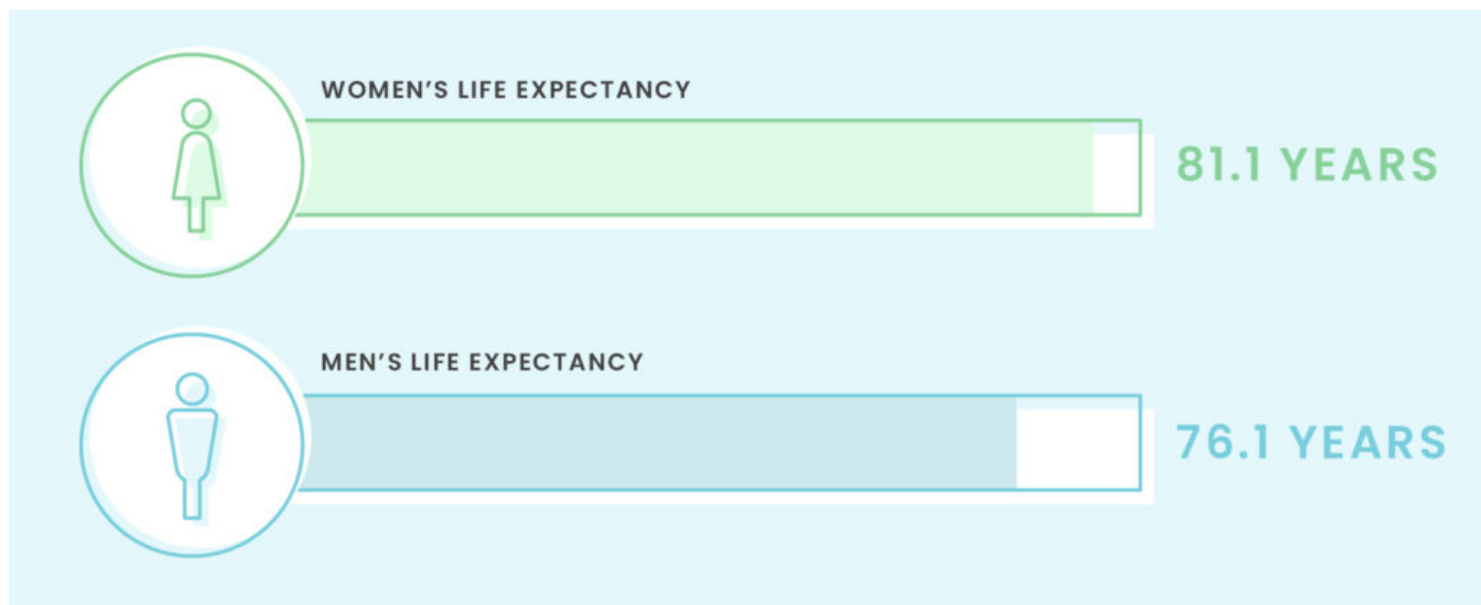 WOMEN’S LIFE EXPECTANCY
81.1 YEARS
MEN’S LIFE EXPECTANCY
76.1 YEARS